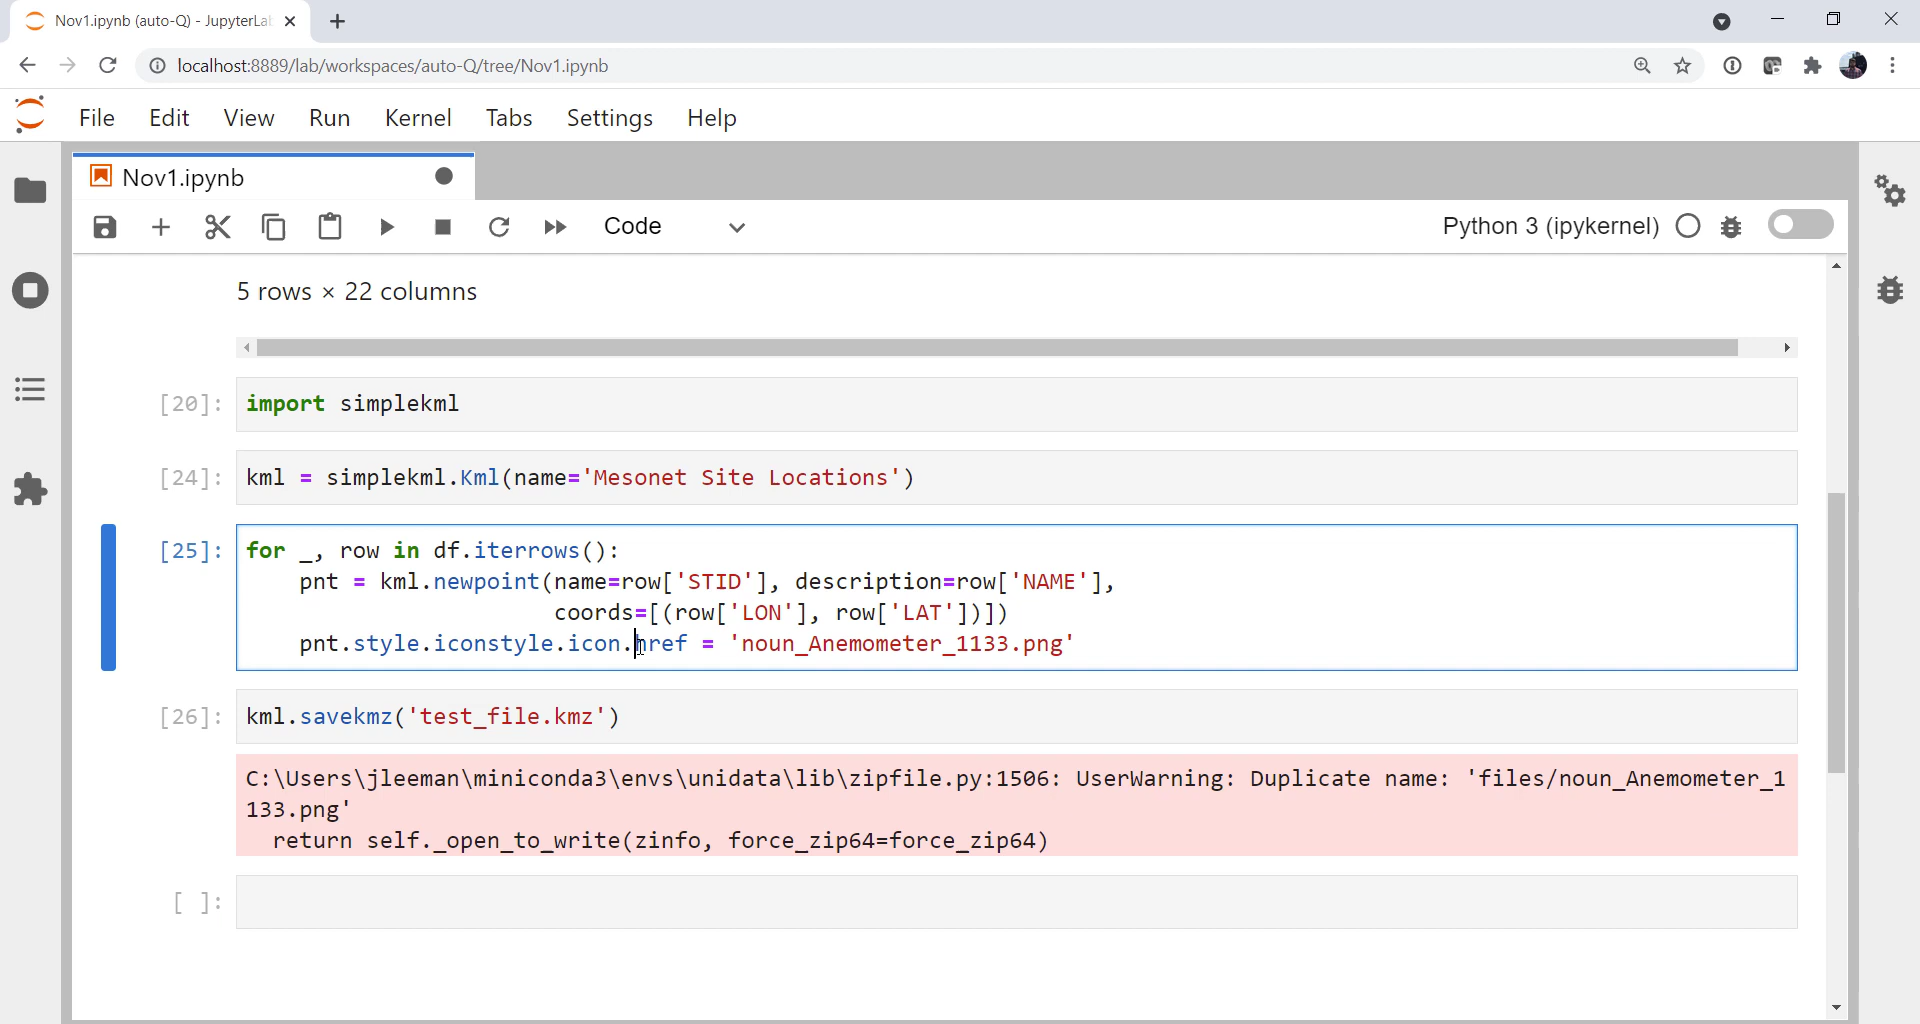 Nov1.ipynb (auto-Q) - JupyterLa
localhost:8889/lab/workspaces/auto-Q/tree/Nov1.ipynb
File Edit View Run Kernel Tabs Settings Help
Nov1.ipynb
Code
Python 3 (ipykernel)
5 rows × 22 columns
[20]: import simplekml
[24]: kml = simplekml.Kml(name='Mesonet Site Locations')
[25]: for _, row in df.iterrows():
pnt = kml.newpoint(name=row['STID'], description=row['NAME'],
coords=[(row['LON'], row['LAT'])])
pnt.style.iconstyle.icon.href = 'noun_Anemometer_1133.png'
[26]: kml.savekmz('test_file.kmz')
C:\Users\jleeman\miniconda3\envs\unidata\lib\zipfile.py:1506: UserWarning: Duplicate name: 'files/noun_Anemometer_1
133.png'
return self._open_to_write(zinfo, force_zip64=force_zip64)
[ ]: